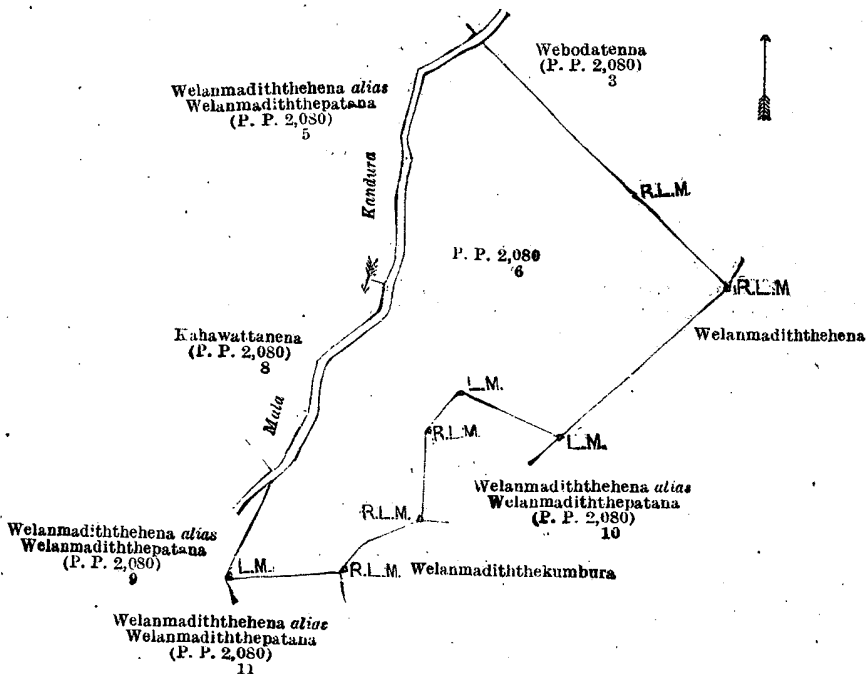 Webodatenna
(P. P. 2,080)
3
Welanmadiththehena alias
Welanmadiththepatana
(P. P. 2,080)
5
Kandura
R.L.M.
P. P. 2,080
6
R.L.M
Welanmadiththehena
Kahawattanena
(P. P. 2,080)
8
Mala
L.M.
R.L.M.
L.M.
Welanmadiththehena alias
Welanmadiththepatana
(P. P. 2,080)
10
R.L.M.
Welanmadiththehena alias
Welanmadiththepatana
(P. P. 2,080)
9
L.M.
R.L.M.
Welanmadiththekumbura
Welanmadiththehena alias
Welanmadiththepatana
(P. P. 2,080)
11